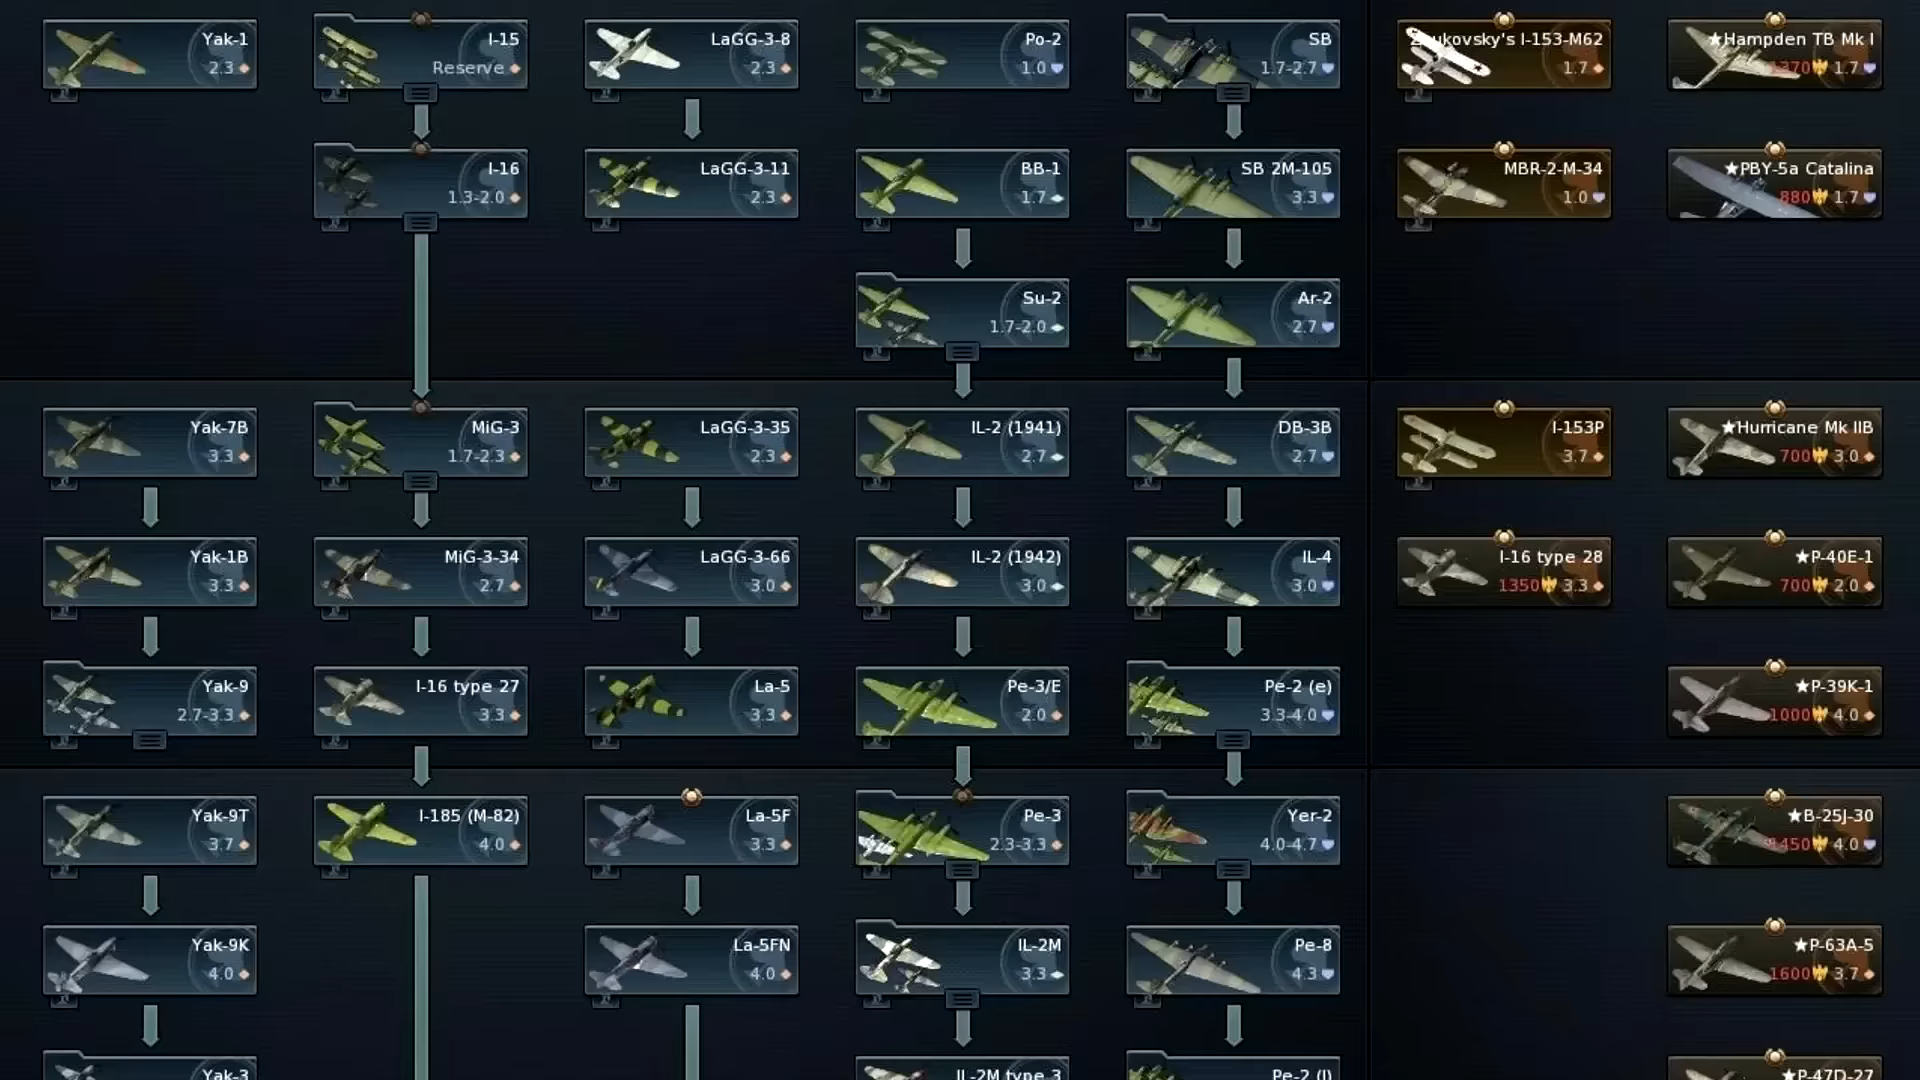 Yak-1
2.3
I-15
Reserve
LaGG-3-8
2.3
Po-2
1.0
SB
1.7-2.7
Zhukovsky's I-153-M62
1.7
★Hampden TB Mk I
1370 1.7
I-16
1.3-2.0
LaGG-3-11
2.3
BB-1
1.7
SB 2M-105
3.3
MBR-2-M-34
1.0
★PBY-5a Catalina
880 1.7
Su-2
1.7-2.0
Ar-2
2.7
Yak-7B
3.3
MiG-3
1.7-2.3
LaGG-3-35
2.3
IL-2 (1941)
2.7
DB-3B
2.7
I-153P
3.7
★Hurricane Mk IIB
700 3.0
Yak-1B
3.3
MiG-3-34
2.7
LaGG-3-66
3.0
IL-2 (1942)
3.0
IL-4
3.0
I-16 type 28
1350 3.3
★P-40E-1
700 2.0
Yak-9
2.7-3.3
I-16 type 27
3.3
La-5
3.3
Pe-3/E
2.0
Pe-2 (e)
3.3-4.0
★P-39K-1
1000 4.0
Yak-9T
3.7
I-185 (M-82)
4.0
La-5F
3.3
Pe-3
2.3-3.3
Yer-2
4.0-4.7
★B-25J-30
4.0
Yak-9K
4.0
La-5FN
4.0
IL-2M
3.3
Pe-8
4.3
★P-63A-5
1600 3.7
Yak-3
IL-2M type 3
Pe-2 (I)
★P-47D-27